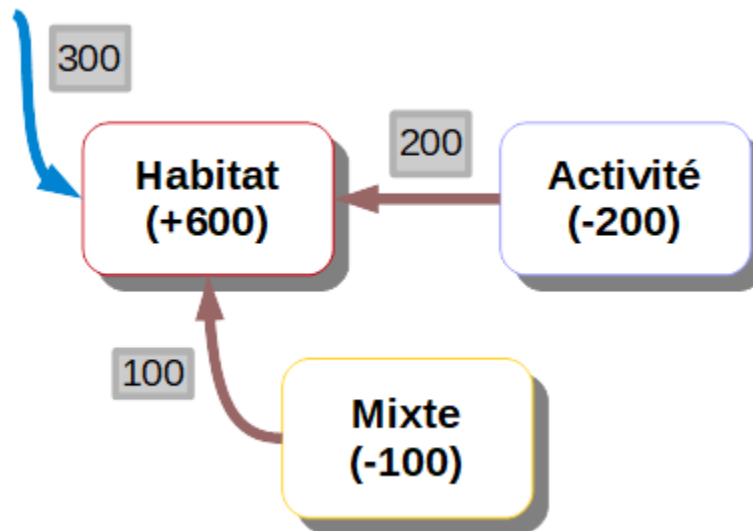 300
200
Habitat
(+600)
Activité
(-200)
100
Mixte
(-100)